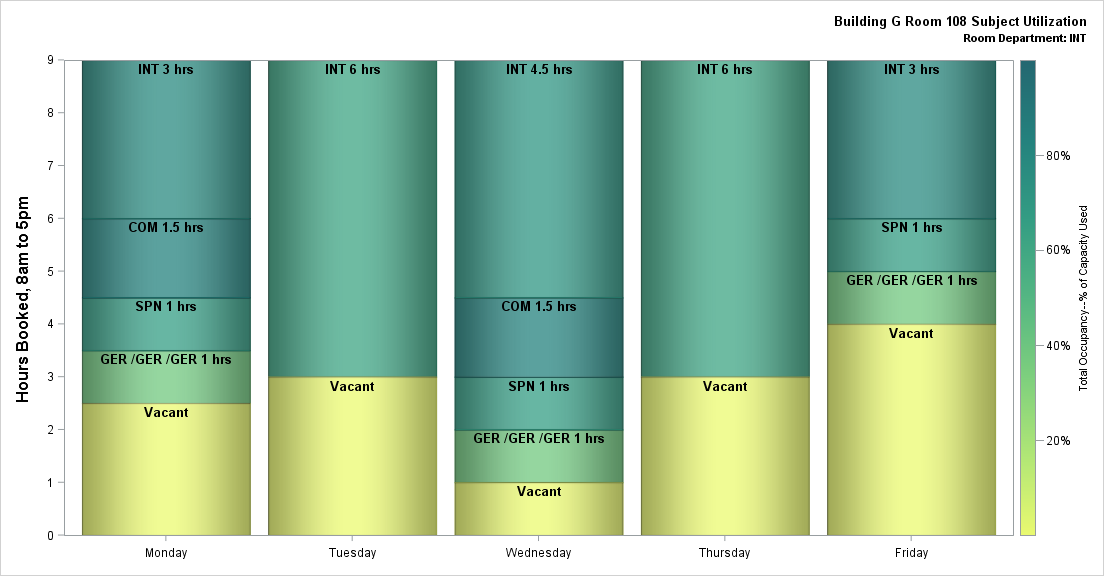 Building G Room 108 Subject Utilization
Room Department: INT
Hours Booked, 8am to 5pm
9
8
7
6
5
4
3
2
1
0
INT 3 hrs
COM 1.5 hrs
SPN 1 hrs
GER /GER /GER 1 hrs
Vacant
INT 6 hrs
Vacant
INT 4.5 hrs
COM 1.5 hrs
SPN 1 hrs
GER /GER /GER 1 hrs
Vacant
INT 6 hrs
Vacant
INT 3 hrs
SPN 1 hrs
GER /GER /GER 1 hrs
Vacant
Monday
Tuesday
Wednesday
Thursday
Friday
80%
60%
40%
20%
Total Occupancy--% of Capacity Used